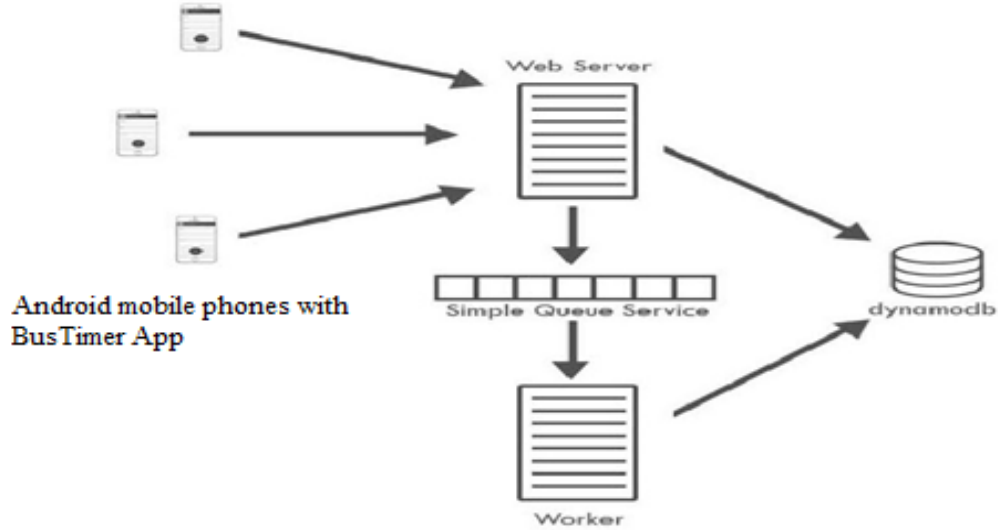 Web Server
Android mobile phones with
BusTimer App
Simple Queue Service
dynamodb
Worker